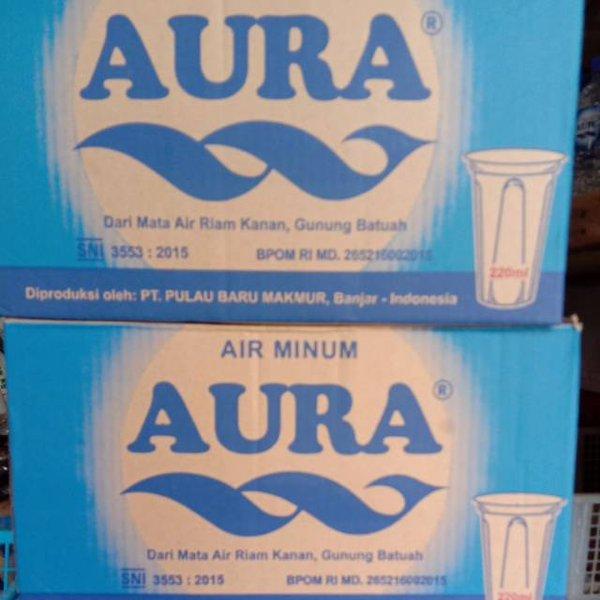 AURA®
Dari Mata Air Riam Kanan, Gunung Batuah
SNI 3553 : 2015 BPOM RI MD. 265216002015
220ml
Diproduksi oleh: PT. PULAU BARU MAKMUR, Banjar - Indonesia
AIR MINUM
AURA®
Dari Mata Air Riam Kanan, Gunung Batuah
SNI 3553 : 2015 BPOM RI MD. 265216002015
220ml